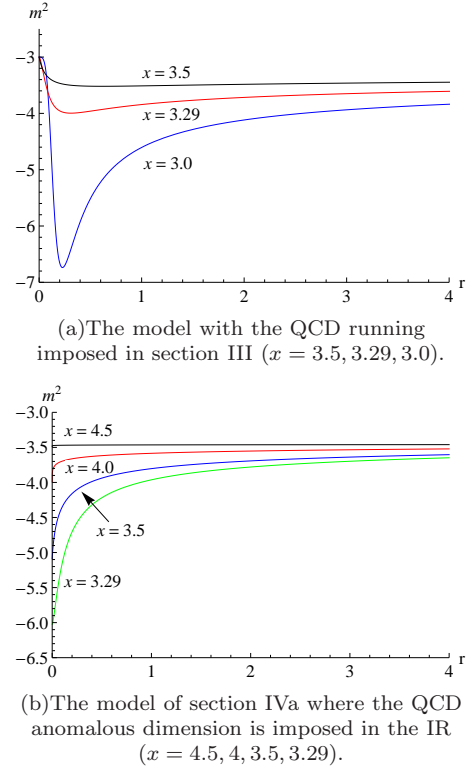 m²
−3
x = 3.5
x = 3.29
−4
x = 3.0
−5
−6
−7
0 1 2 3 4 r
(a)The model with the QCD running
imposed in section III (x = 3.5, 3.29, 3.0).
m²
−3.0
x = 4.5
−3.5
x = 4.0
−4.0
−4.5
x = 3.5
−5.0
x = 3.29
−5.5
−6.0
−6.5
0 1 2 3 4 r
(b)The model of section IVa where the QCD
anomalous dimension is imposed in the IR
(x = 4.5, 4, 3.5, 3.29).